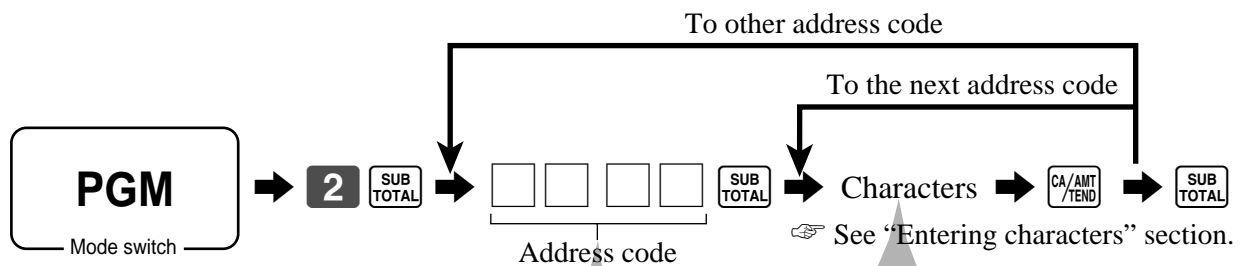 To other address code
To the next address code
PGM
Mode switch
2
SUB TOTAL
Address code
SUB TOTAL
Characters
CA/AMT TEND
SUB TOTAL
☞ See “Entering characters” section.